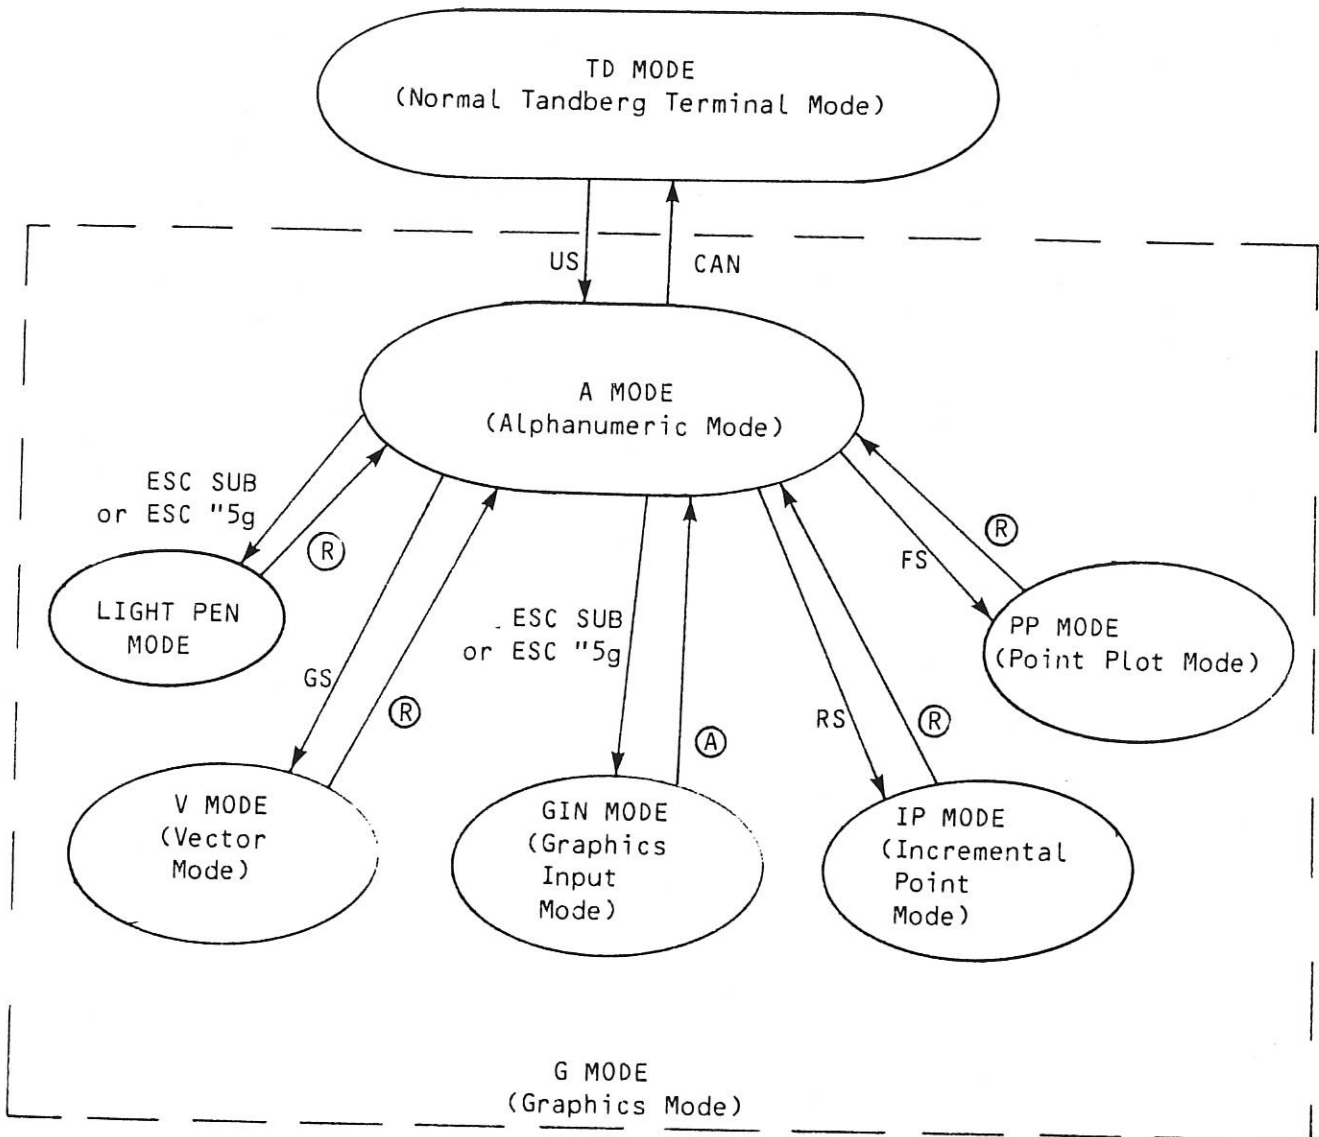 TD MODE
(Normal Tandberg Terminal Mode)
US
CAN
A MODE
(Alphanumeric Mode)
ESC SUB
or ESC "5g
R
LIGHT PEN
MODE
GS
R
ESC SUB
or ESC "5g
A
RS
R
FS
R
PP MODE
(Point Plot Mode)
V MODE
(Vector
Mode)
GIN MODE
(Graphics
Input
Mode)
IP MODE
(Incremental
Point
Mode)
G MODE
(Graphics Mode)